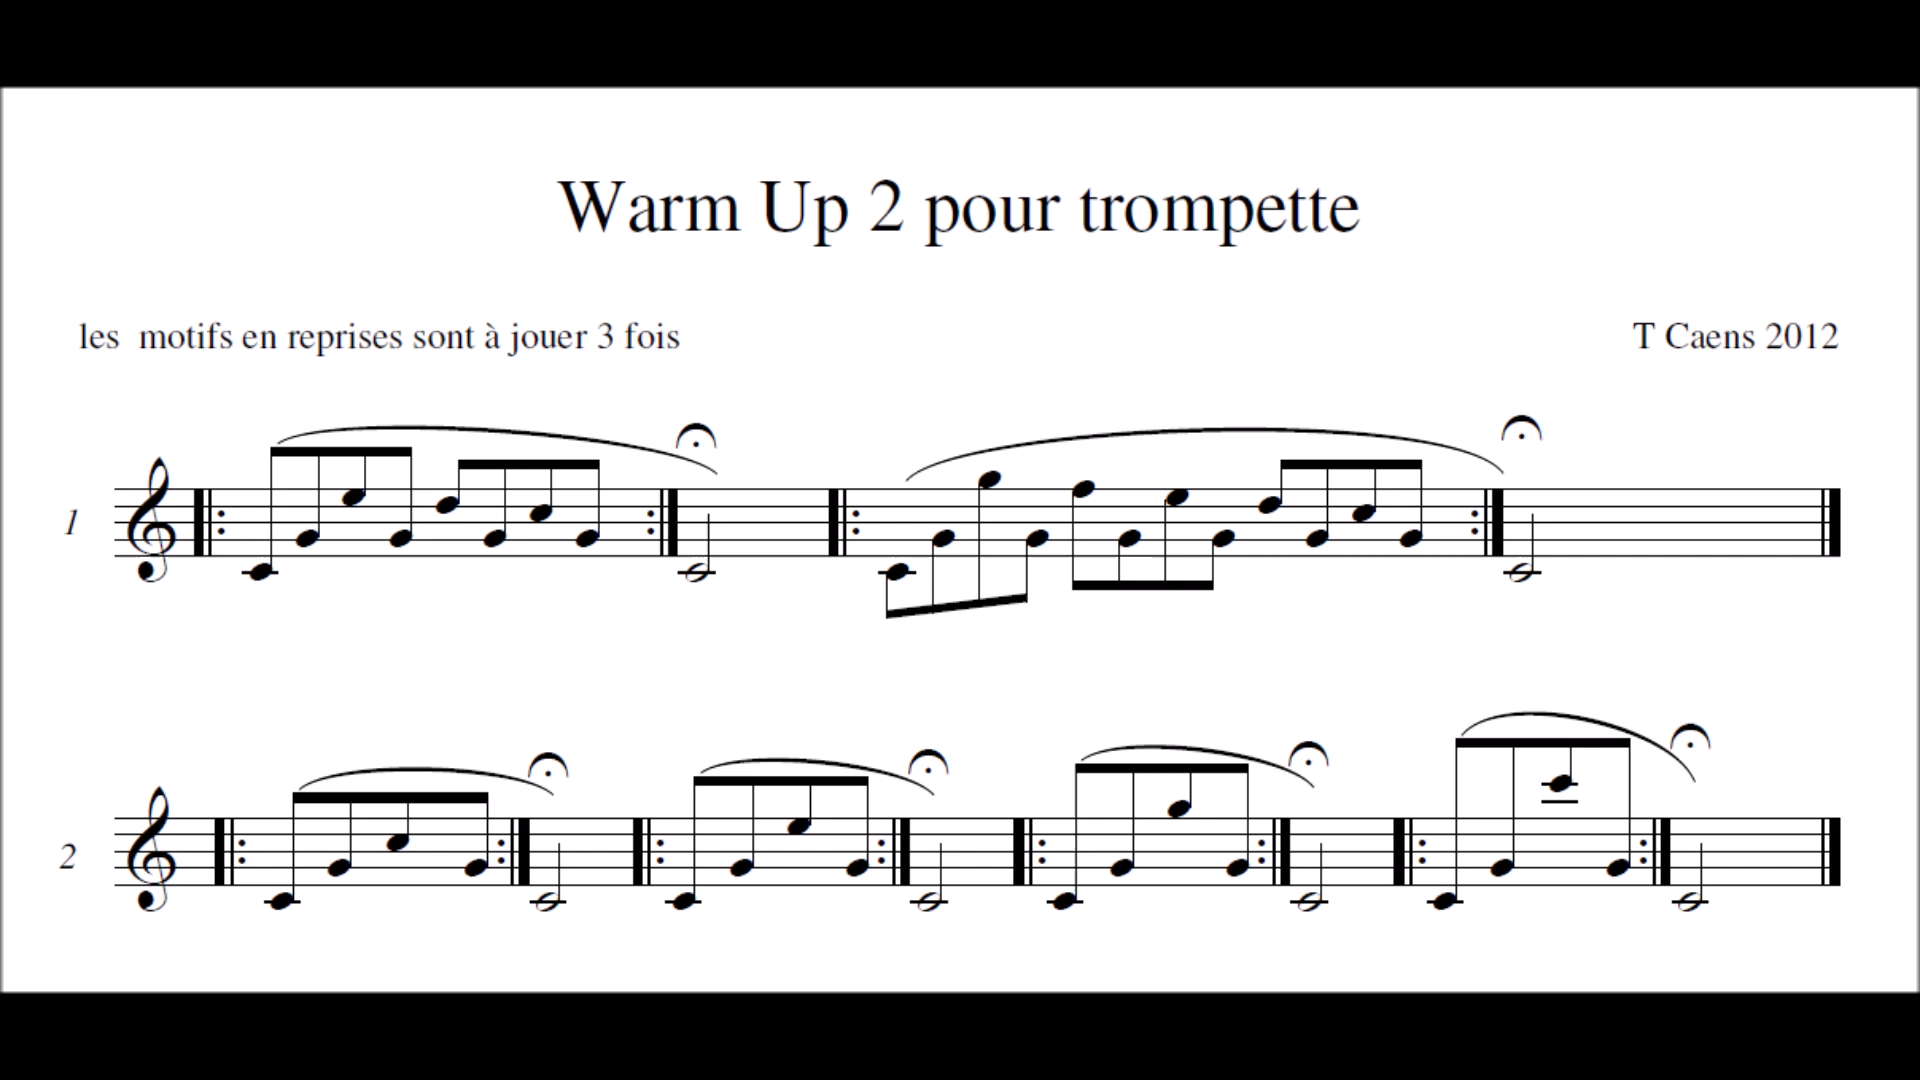 Warm Up 2 pour trompette
les motifs en reprises sont à jouer 3 fois
T Caens 2012
1
2